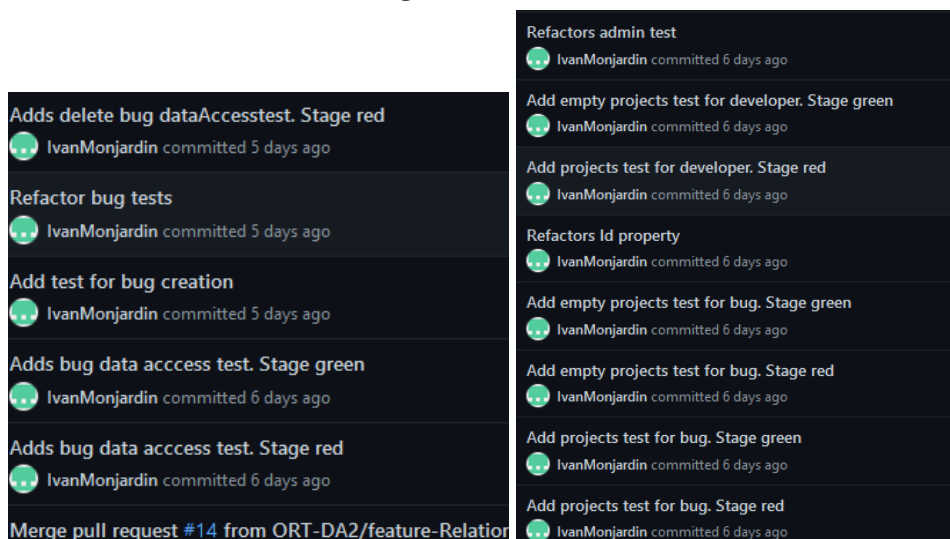 Adds delete bug dataAccesstest. Stage red
IvanMonjardin committed 5 days ago
Refactor bug tests
IvanMonjardin committed 5 days ago
Add test for bug creation
IvanMonjardin committed 5 days ago
Adds bug data acccess test. Stage green
IvanMonjardin committed 6 days ago
Adds bug data acccess test. Stage red
IvanMonjardin committed 6 days ago
Merge pull request #14 from ORT-DA2/feature-Relation
Refactors admin test
IvanMonjardin committed 6 days ago
Add empty projects test for developer. Stage green
IvanMonjardin committed 6 days ago
Add projects test for developer. Stage red
IvanMonjardin committed 6 days ago
Refactors Id property
IvanMonjardin committed 6 days ago
Add empty projects test for bug. Stage green
IvanMonjardin committed 6 days ago
Add empty projects test for bug. Stage red
IvanMonjardin committed 6 days ago
Add projects test for bug. Stage green
IvanMonjardin committed 6 days ago
Add projects test for bug. Stage red
IvanMonjardin committed 6 days ago